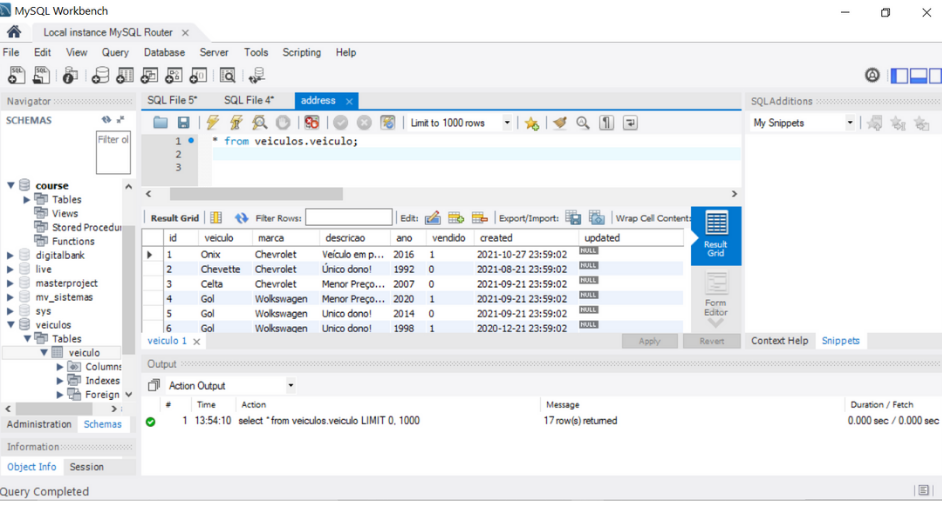 MySQL Workbench
Local instance MySQL Router ×
File Edit View Query Database Server Tools Scripting Help
Navigator
SQL File 5*
SQL File 4*
address ×
SQLAdditions
SCHEMAS
Limit to 1000 rows
My Snippets
Filter ol
1 * from veiculos.veiculo;
2
3
course
Tables
Views
Stored Procedur
Functions
digitalbank
live
masterproject
mv_sistemas
sys
veiculos
Tables
veiculo
Columns
Indexes
Foreign
Result Grid Filter Rows: Edit: Export/Import: Wrap Cell Content:
id veiculo marca descricao ano vendido created updated
1 Onix Chevrolet Veículo em p... 2016 1 2021-10-27 23:59:02 NULL
2 Chevette Chevrolet Único dono! 1992 0 2021-08-21 23:59:02 NULL
3 Celta Chevrolet Menor Preço... 2007 0 2021-09-21 23:59:02 NULL
4 Gol Wolkswagen Menor Preço... 2020 1 2021-09-21 23:59:02 NULL
5 Gol Wolkswagen Unico dono! 2014 0 2021-09-21 23:59:02 NULL
6 Gol Wolkswagen Unico dono! 1998 1 2020-12-21 23:59:02 NULL
Result
Grid
Form
Editor
veiculo 1 ×
Apply
Revert
Context Help Snippets
Output
Action Output
# Time Action Message Duration / Fetch
1 13:54:10 select * from veiculos.veiculo LIMIT 0, 1000 17 row(s) returned 0.000 sec / 0.000 sec
Administration Schemas
Information
Object Info Session
Query Completed